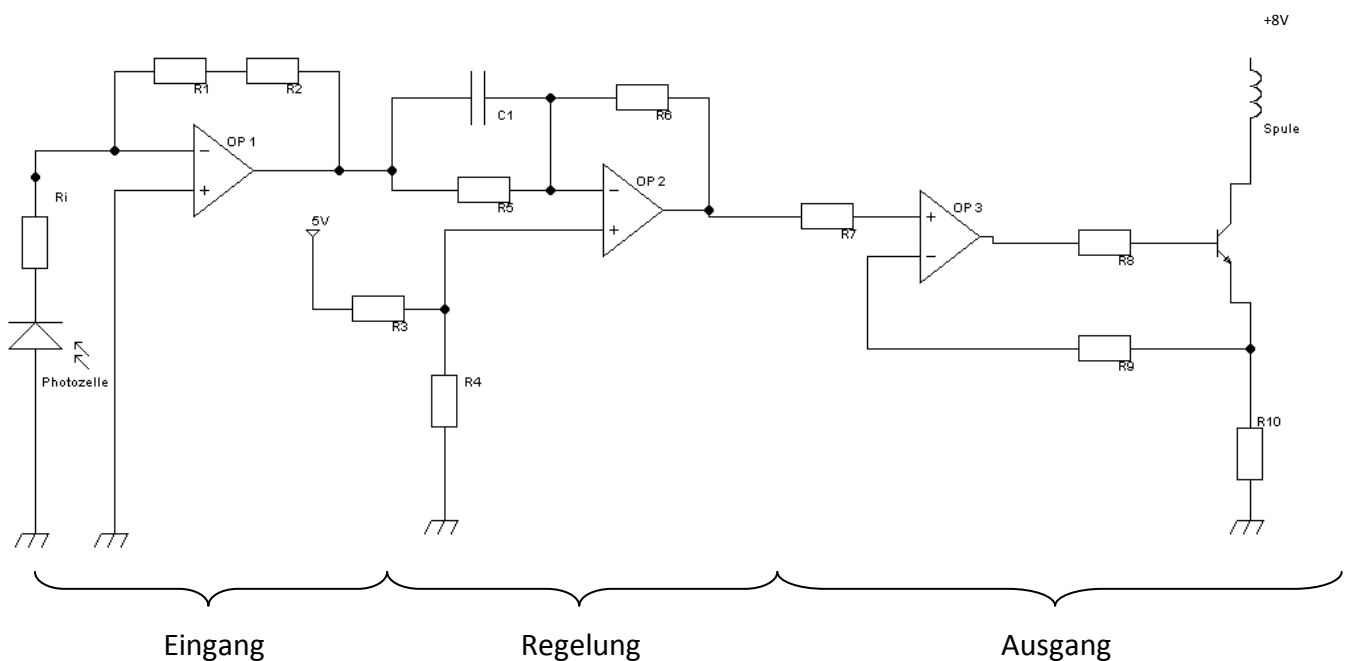 +8V
R1
R2
C1
R6
Spule
OP 1
OP 2
Ri
R5
OP 3
5V
R7
R8
R3
R9
Photozelle
R4
R10
Eingang
Regelung
Ausgang